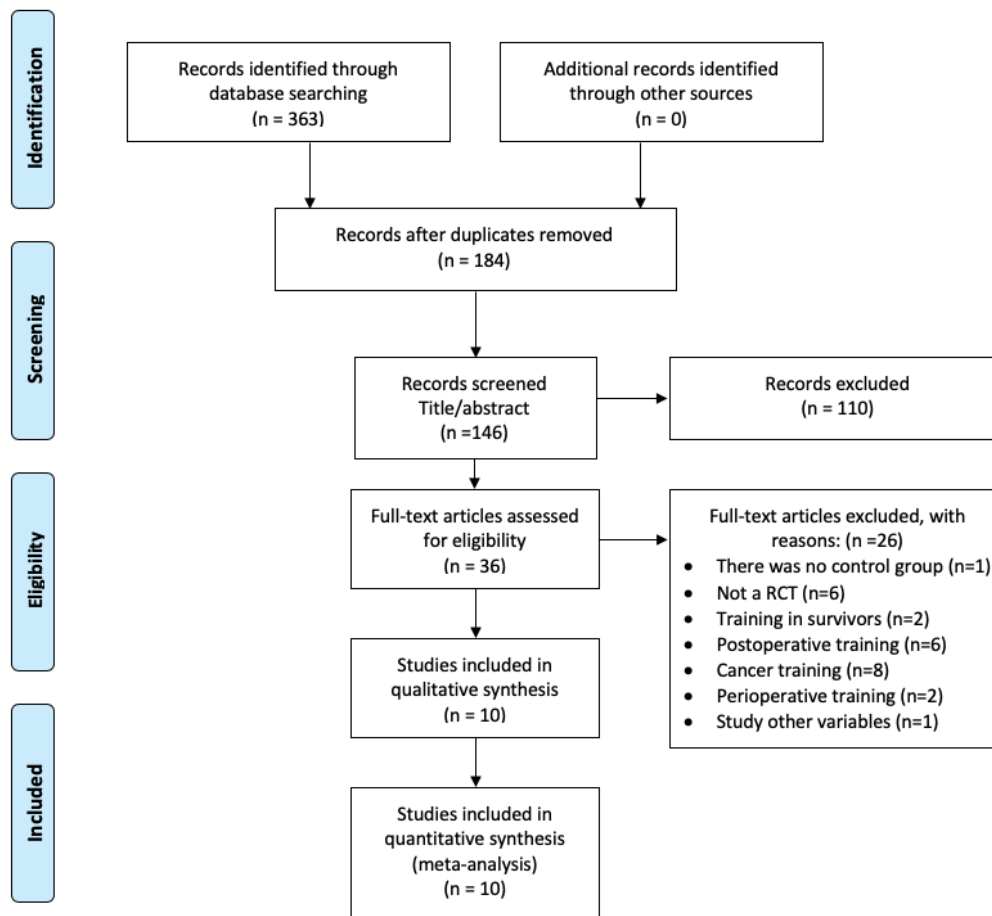 Identification
Records identified through
database searching
(n = 363)
Additional records identified
through other sources
(n = 0)
Records after duplicates removed
(n = 184)
Screening
Records screened
Title/abstract
(n =146)
Records excluded
(n = 110)
Eligibility
Full-text articles assessed
for eligibility
(n = 36)
Full-text articles excluded, with
reasons: (n =26)
• There was no control group (n=1)
• Not a RCT (n=6)
• Training in survivors (n=2)
• Postoperative training (n=6)
• Cancer training (n=8)
• Perioperative training (n=2)
• Study other variables (n=1)
Studies included in
qualitative synthesis
(n = 10)
Included
Studies included in
quantitative synthesis
(meta-analysis)
(n = 10)